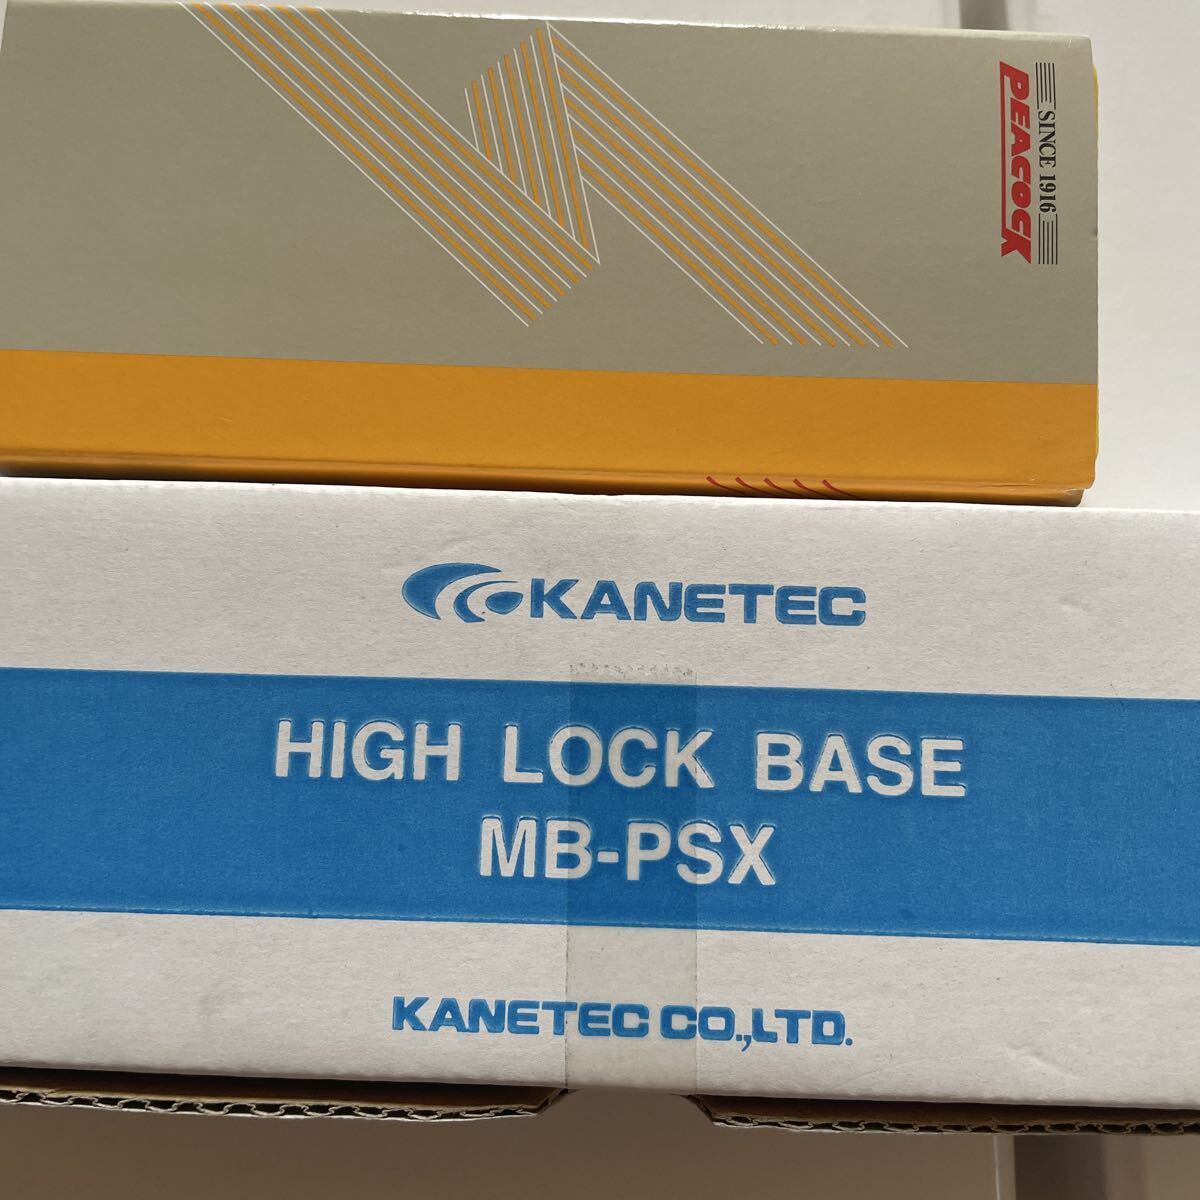 SINCE 1916
PEACOCK
KANETEC
HIGH LOCK BASE
MB-PSX
KANETEC CO.,LTD.